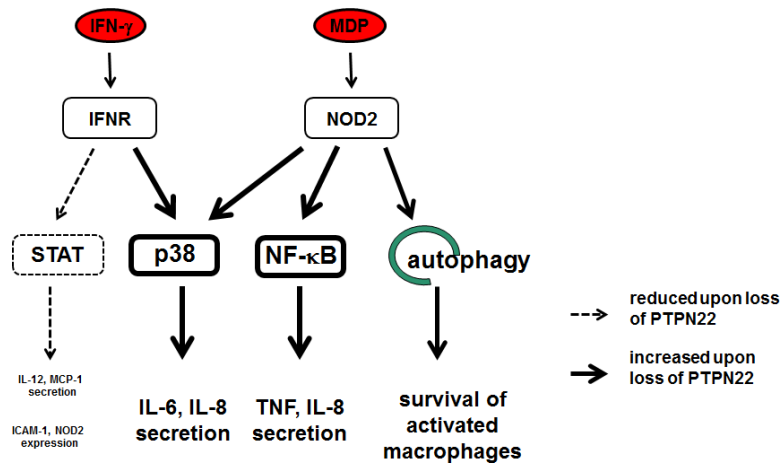 IFN-γ
MDP
IFNR
NOD2
STAT
p38
NF-κB
autophagy
reduced upon loss
of PTPN22
increased upon
loss of PTPN22
IL-12, MCP-1
secretion
ICAM-1, NOD2
expression
IL-6, IL-8
secretion
TNF, IL-8
secretion
survival of
activated
macrophages